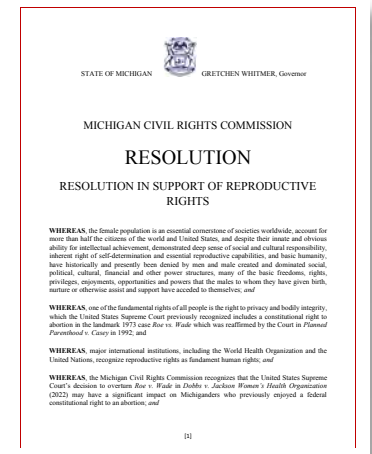 STATE OF MICHIGAN GRETCHEN WHITMER, Governor
MICHIGAN CIVIL RIGHTS COMMISSION
RESOLUTION
RESOLUTION IN SUPPORT OF REPRODUCTIVE
RIGHTS
WHEREAS, the female population is an essential cornerstone of societies worldwide, account for
more than half the citizens of the world and United States, and despite their innate and obvious
ability for intellectual achievement, demonstrated deep sense of social and cultural responsibility,
inherent right of self-determination and essential reproductive capabilities, and basic humanity,
have historically and presently been denied by men and male created and dominated social,
political, cultural, financial and other power structures, many of the basic freedoms, rights,
privileges, enjoyments, opportunities and powers that the males to whom they have given birth,
nurture or otherwise assist and support have acceded to themselves; and
WHEREAS, one of the fundamental rights of all people is the right to privacy and bodily integrity,
which the United States Supreme Court previously recognized includes a constitutional right to
abortion in the landmark 1973 case Roe vs. Wade which was reaffirmed by the Court in Planned
Parenthood v. Casey in 1992; and
WHEREAS, major international institutions, including the World Health Organization and the
United Nations, recognize reproductive rights as fundamental human rights; and
WHEREAS, the Michigan Civil Rights Commission recognizes that the United States Supreme
Court's decision to overturn Roe v. Wade in Dobbs v. Jackson Women's Health Organization
(2022) may have a significant impact on Michiganders who previously enjoyed a federal
constitutional right to an abortion; and
[1]